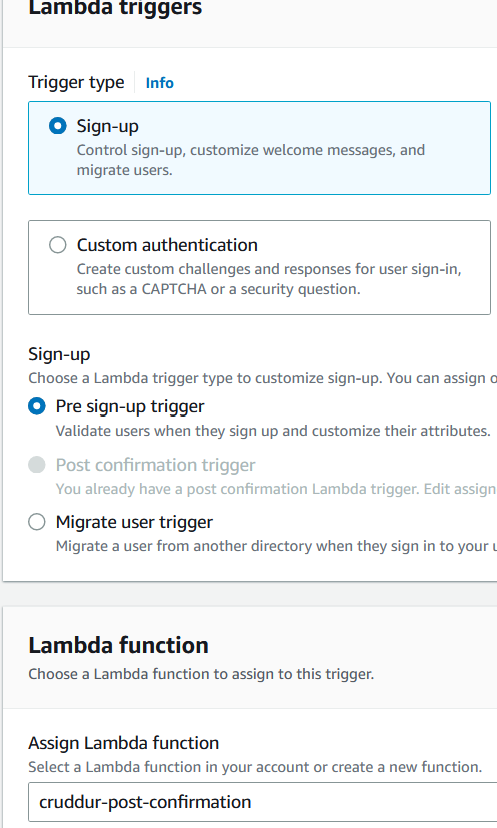 Lambda triggers
Trigger type Info
Sign-up
Control sign-up, customize welcome messages, and
migrate users.
Custom authentication
Create custom challenges and responses for user sign-in,
such as a CAPTCHA or a security question.
Sign-up
Choose a Lambda trigger type to customize sign-up. You can assign
Pre sign-up trigger
Validate users when they sign up and customize their attributes.
Post confirmation trigger
You already have a post confirmation Lambda trigger. Edit assign
Migrate user trigger
Migrate a user from another directory when they sign in to your
Lambda function
Choose a Lambda function to assign to this trigger.
Assign Lambda function
Select a Lambda function in your account or create a new function.
cruddur-post-confirmation